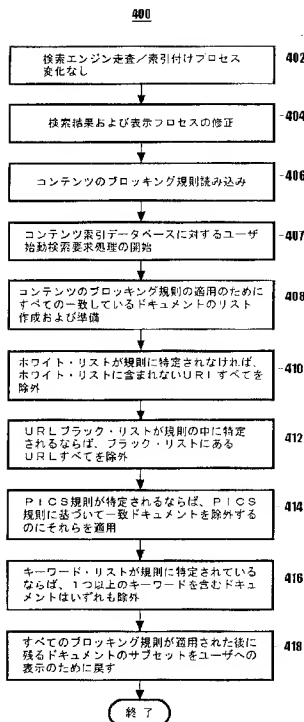 400
検索エンジン走査／索引付けプロセス
変化なし
402
検索結果および表示プロセスの修正
404
コンテンツのブロッキング規則読み込み
406
コンテンツ索引データベースに対するユーザ
始動検索要求処理の開始
407
コンテンツのブロッキング規則の適用のために
すべての一致しているドキュメントのリスト
作成および準備
408
ホワイト・リストが規則に特定されなければ、
ホワイト・リストに含まれないURLすべてを
除外
410
URLブラック・リストが規則の中に特定
されるならば、ブラック・リストにある
URLすべてを除外
412
PICS規則が特定されるならば、PICS
規則に基づいて一致ドキュメントを除外する
のにそれらを適用
414
キーワード・リストが規則に特定されている
ならば、1つ以上のキーワードを含むドキュ
メントはいずれも除外
416
すべてのブロッキング規則が適用された後に
残るドキュメントのサブセットをユーザへの
表示のために戻す
418
終了